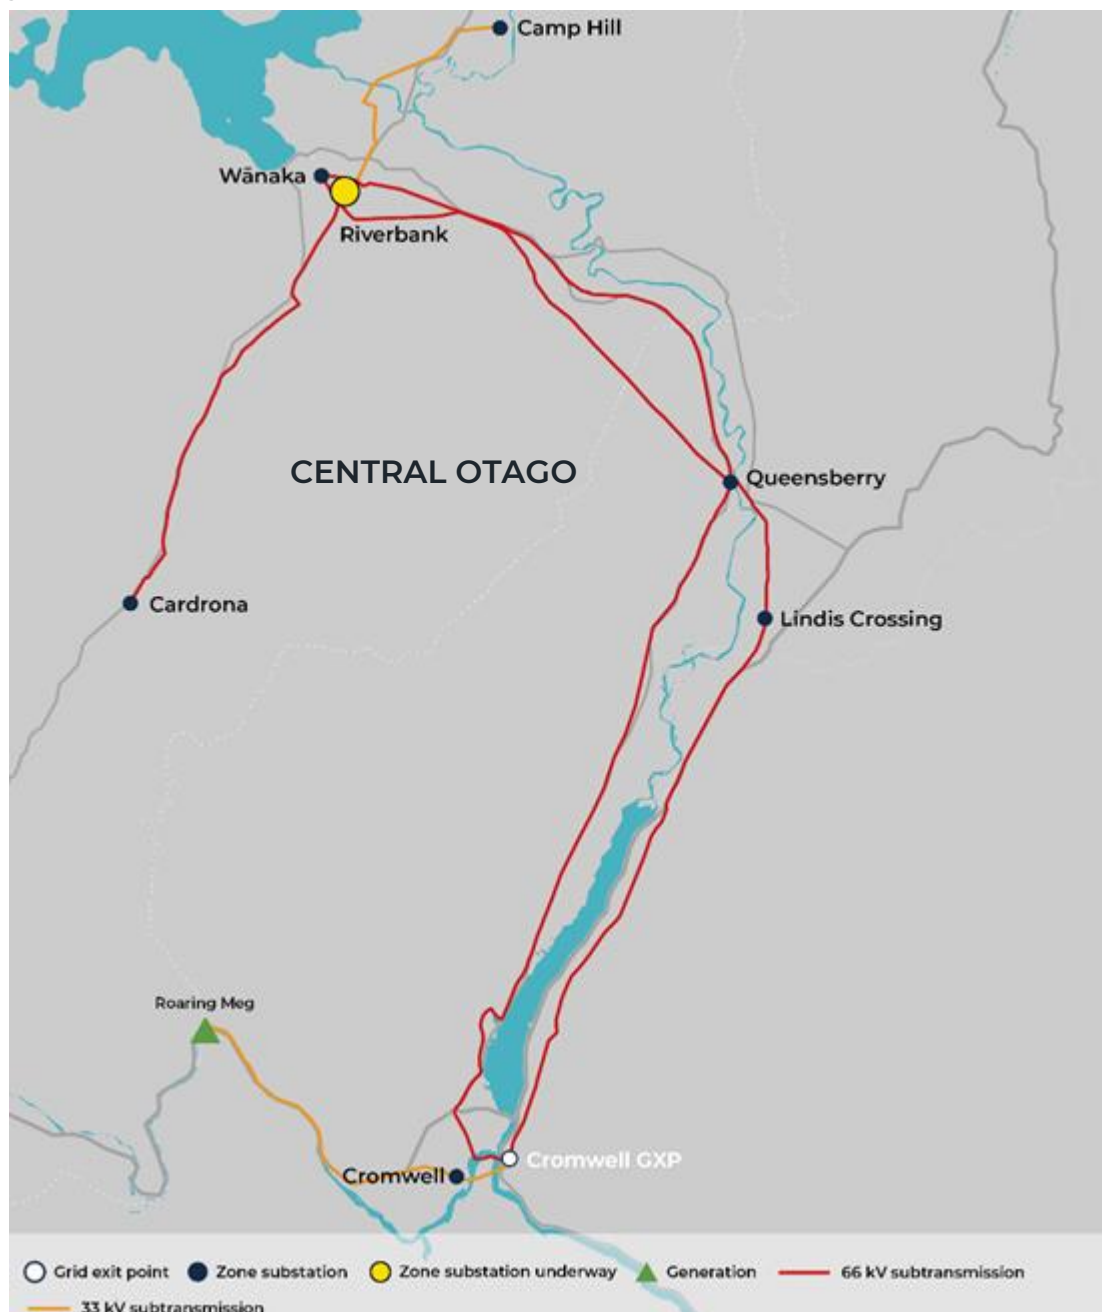 Camp Hill
Wānaka
Riverbank
CENTRAL OTAGO
Queensberry
Cardrona
Lindis Crossing
Roaring Meg
Cromwell
Cromwell GXP
Grid exit point
Zone substation
Zone substation underway
Generation
66 kV subtransmission
33 kV subtransmission